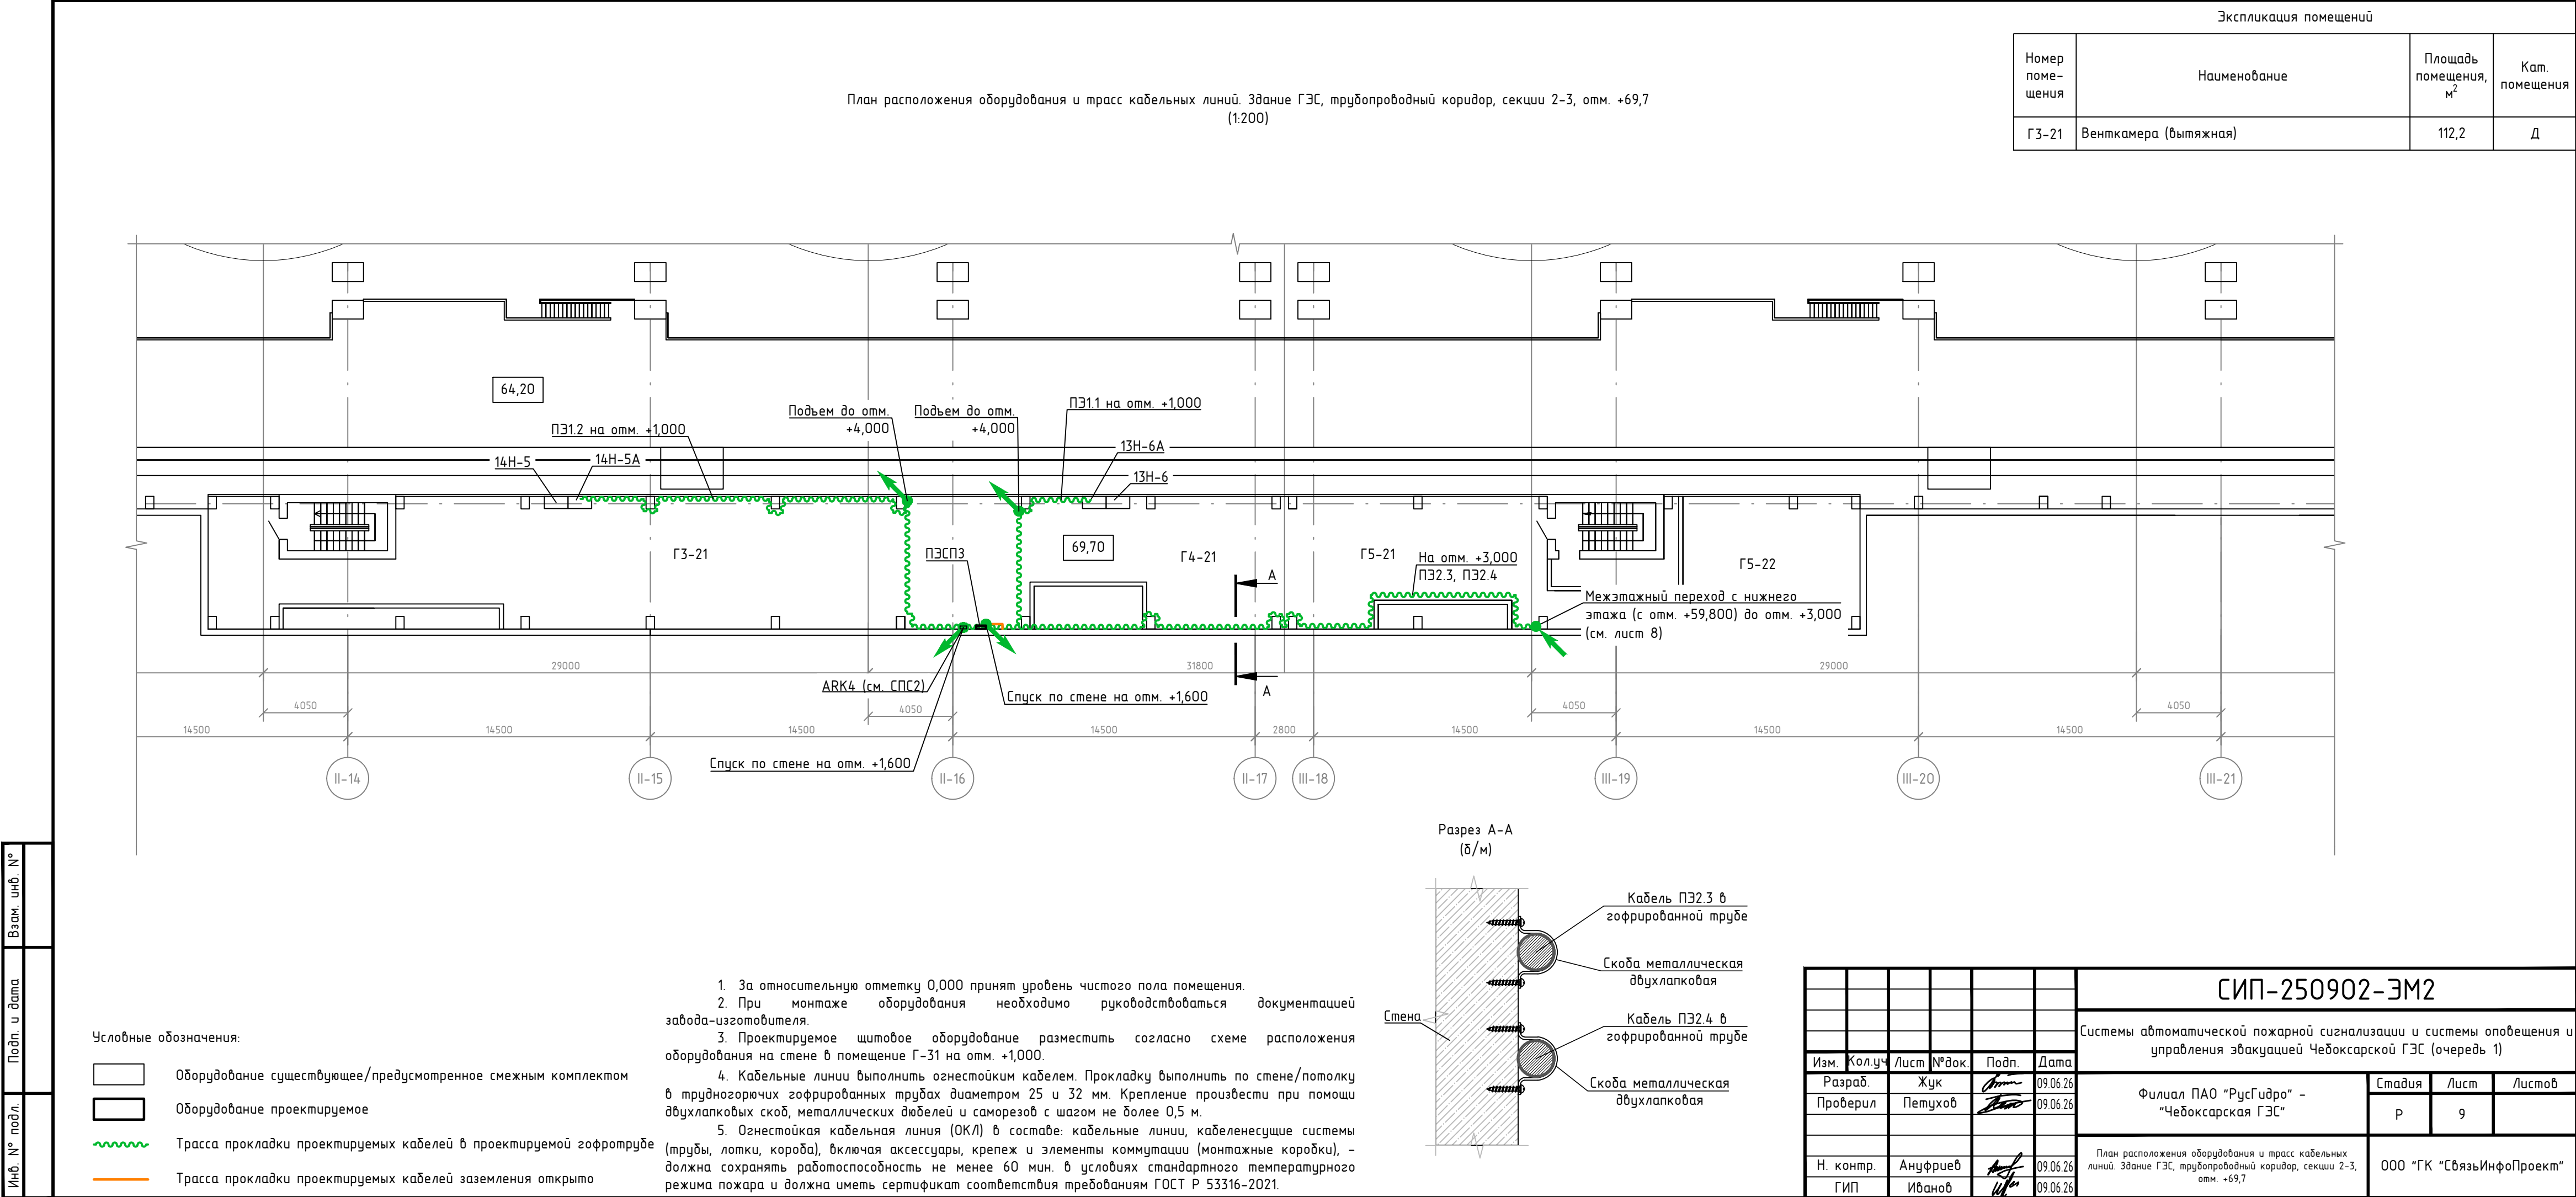 Экспликация помещений
Номер поме-щения
Наименование
Площадь помещения, м2
Кат. помещения
Г3-21 Венткамера (вытяжная) 112,2 Д
План расположения оборудования и трасс кабельных линий. Здание ГЭС, трубопроводный коридор, секции 2-3, отм. +69,7
(1:200)
64,20
ПЭ1.2 на отм. +1,000
14Н-5
14Н-5А
Подъем до отм.
+4,000
Подъем до отм.
+4,000
ПЭ1.1 на отм. +1,000
13Н-6А
13Н-6
Г3-21
ПЭСПЗ
69,70
Г4-21
А
Г5-21
На отм. +3,000
ПЭ2.3, ПЭ2.4
Г5-22
Межэтажный переход с нижнего
этажа (с отм. +59,800) до отм. +3,000
(см. лист 8)
29000
31800
29000
А
ARK4 (см. СПС2)
Спуск по стене на отм. +1,600
4050
4050
4050
4050
14500
14500
14500
14500
2800
14500
14500
14500
Спуск по стене на отм. +1,600
II-14
II-15
II-16
II-17
III-18
III-19
III-20
III-21
Разрез А-А
(б/м)
Кабель ПЭ2.3 в
гофрированной трубе
Скоба металлическая
двухлапковая
Стена
Кабель ПЭ2.4 в
гофрированной трубе
Скоба металлическая
двухлапковая
Условные обозначения:
Оборудование существующее/предусмотренное смежным комплектом
Оборудование проектируемое
Трасса прокладки проектируемых кабелей в проектируемой гофротрубе
Трасса прокладки проектируемых кабелей заземления открыто
1. За относительную отметку 0,000 принят уровень чистого пола помещения.
2. При монтаже оборудования необходимо руководствоваться документацией
завода-изготовителя.
3. Проектируемое щитовое оборудование разместить согласно схеме расположения
оборудования на стене в помещение Г-31 на отм. +1,000.
4. Кабельные линии выполнить огнестойким кабелем. Прокладку выполнить по стене/потолку
в трудногорючих гофрированных трубах диаметром 25 и 32 мм. Крепление произвести при помощи
двухлапковых скоб, металлических дюбелей и саморезов с шагом не более 0,5 м.
5. Огнестойкая кабельная линия (ОКЛ) в составе: кабельные линии, кабеленесущие системы
(трубы, лотки, короба), включая аксессуары, крепеж и элементы коммутации (монтажные коробки), -
должна сохранять работоспособность не менее 60 мин. в условиях стандартного температурного
режима пожара и должна иметь сертификат соответствия требованиям ГОСТ Р 53316-2021.
Взам. инв. N°
Подп. и дата
Инв. N° подл.
СИП-250902-ЭМ2
Системы автоматической пожарной сигнализации и системы оповещения и
управления эвакуацией Чебоксарской ГЭС (очередь 1)
Изм. Кол.уч Лист N°док. Подп. Дата
Разраб. Жук 09.06.26
Проверил Петухов 09.06.26
Н. контр. Ануфриев 09.06.26
ГИП Иванов 09.06.26
Филиал ПАО "РусГидро" -
"Чебоксарская ГЭС"
Стадия Лист Листов
Р 9
План расположения оборудования и трасс кабельных
линий. Здание ГЭС, трубопроводный коридор, секции 2-3,
отм. +69,7
ООО "ГК "СвязьИнфоПроект"